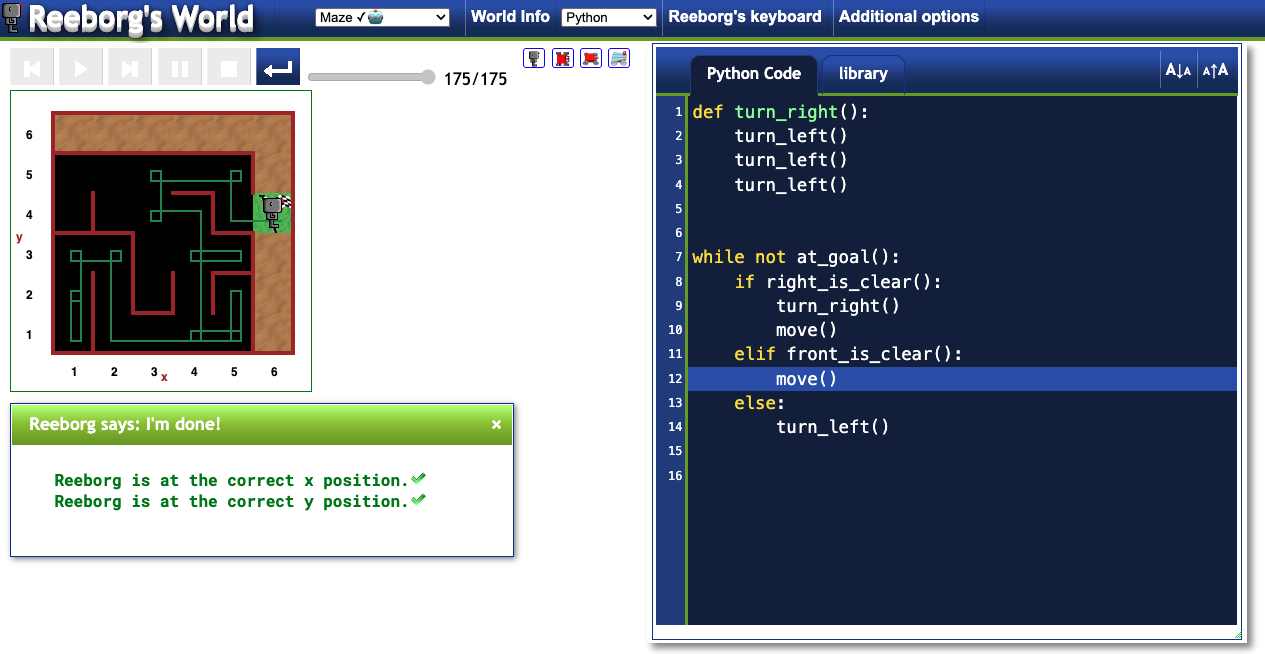 Reeborg's World
Maze ✓🤖
World Info
Python
Reeborg's keyboard
Additional options
175/175
6
5
4
y
3
2
1
1 2 3 x 4 5 6
Reeborg says: I'm done!
×
Reeborg is at the correct x position.✔
Reeborg is at the correct y position.✔
Python Code
library
A↓A A↑A
1 def turn_right():
2     turn_left()
3     turn_left()
4     turn_left()
5
6
7 while not at_goal():
8     if right_is_clear():
9         turn_right()
10         move()
11     elif front_is_clear():
12         move()
13     else:
14         turn_left()
15
16